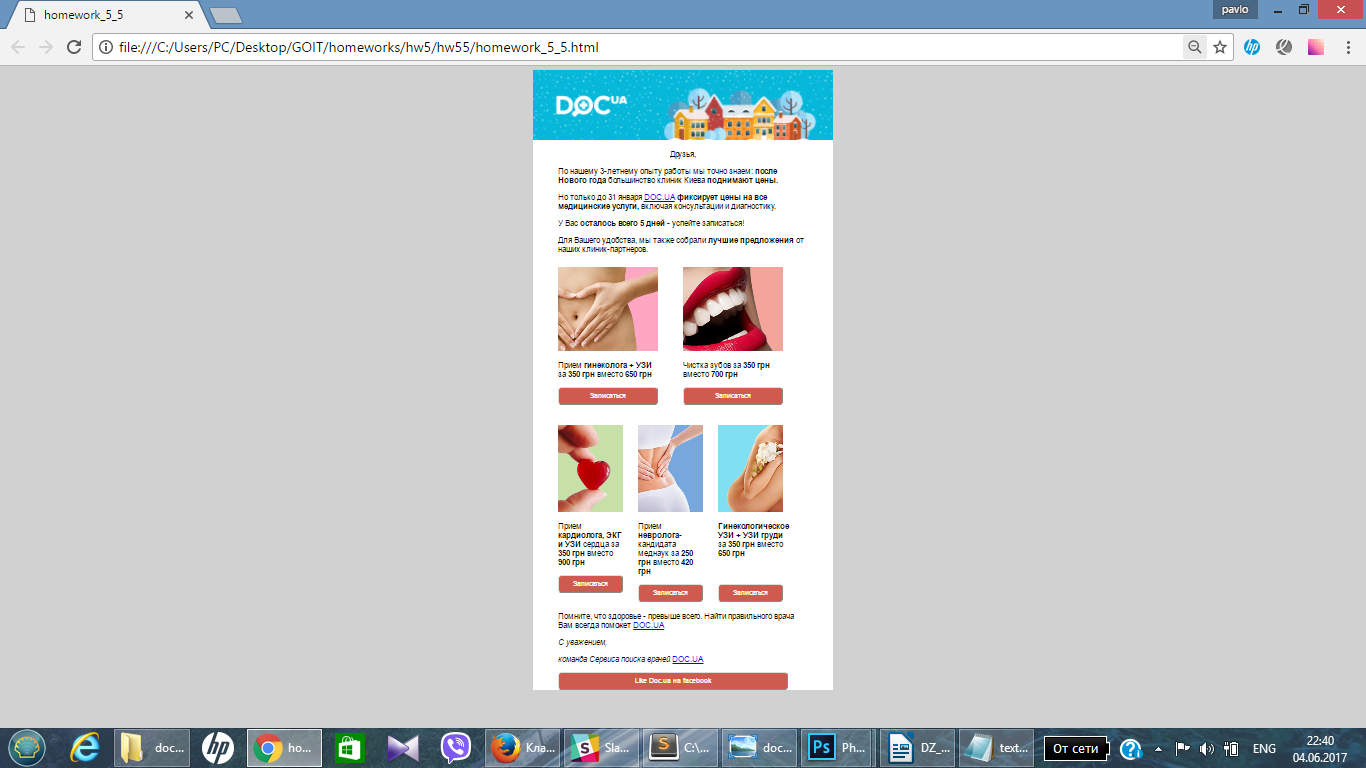 homework_5_5
pavlo
file:///C:/Users/PC/Desktop/GOIT/homeworks/hw5/hw55/homework_5_5.html
DOC UA
Друзья,
По нашему 3-летнему опыту работы мы точно знаем: после
Нового года большинство клиник Киева поднимают цены.
Но только до 31 января DOC.UA фиксирует цены на все
медицинские услуги, включая консультации и диагностику.
У Вас осталось всего 5 дней - успейте записаться!
Для Вашего удобства, мы также собрали лучшие предложения от
наших клиник-партнеров.
Прием гинеколога + УЗИ
за 350 грн вместо 650 грн
Чистка зубов за 350 грн
вместо 700 грн
Записаться
Записаться
Прием
кардиолога, ЭКГ
и УЗИ сердца за
350 грн вместо
900 грн
Прием
невролога-
кандидата
меднаук за 250
грн вместо 420
грн
Гинекологическое
УЗИ + УЗИ груди
за 350 грн вместо
650 грн
Записаться
Записаться
Записаться
Помните, что здоровье - превыше всего. Найти правильного врача
Вам всегда поможет DOC.UA
С уважением,
команда Сервиса поиска врачей DOC.UA
Like Doc.ua на facebook
doc...
hp
ho...
Кла...
Sla...
C:\...
doc...
Ps
Ph...
DZ_...
text...
От сети
ENG
22:40
04.06.2017